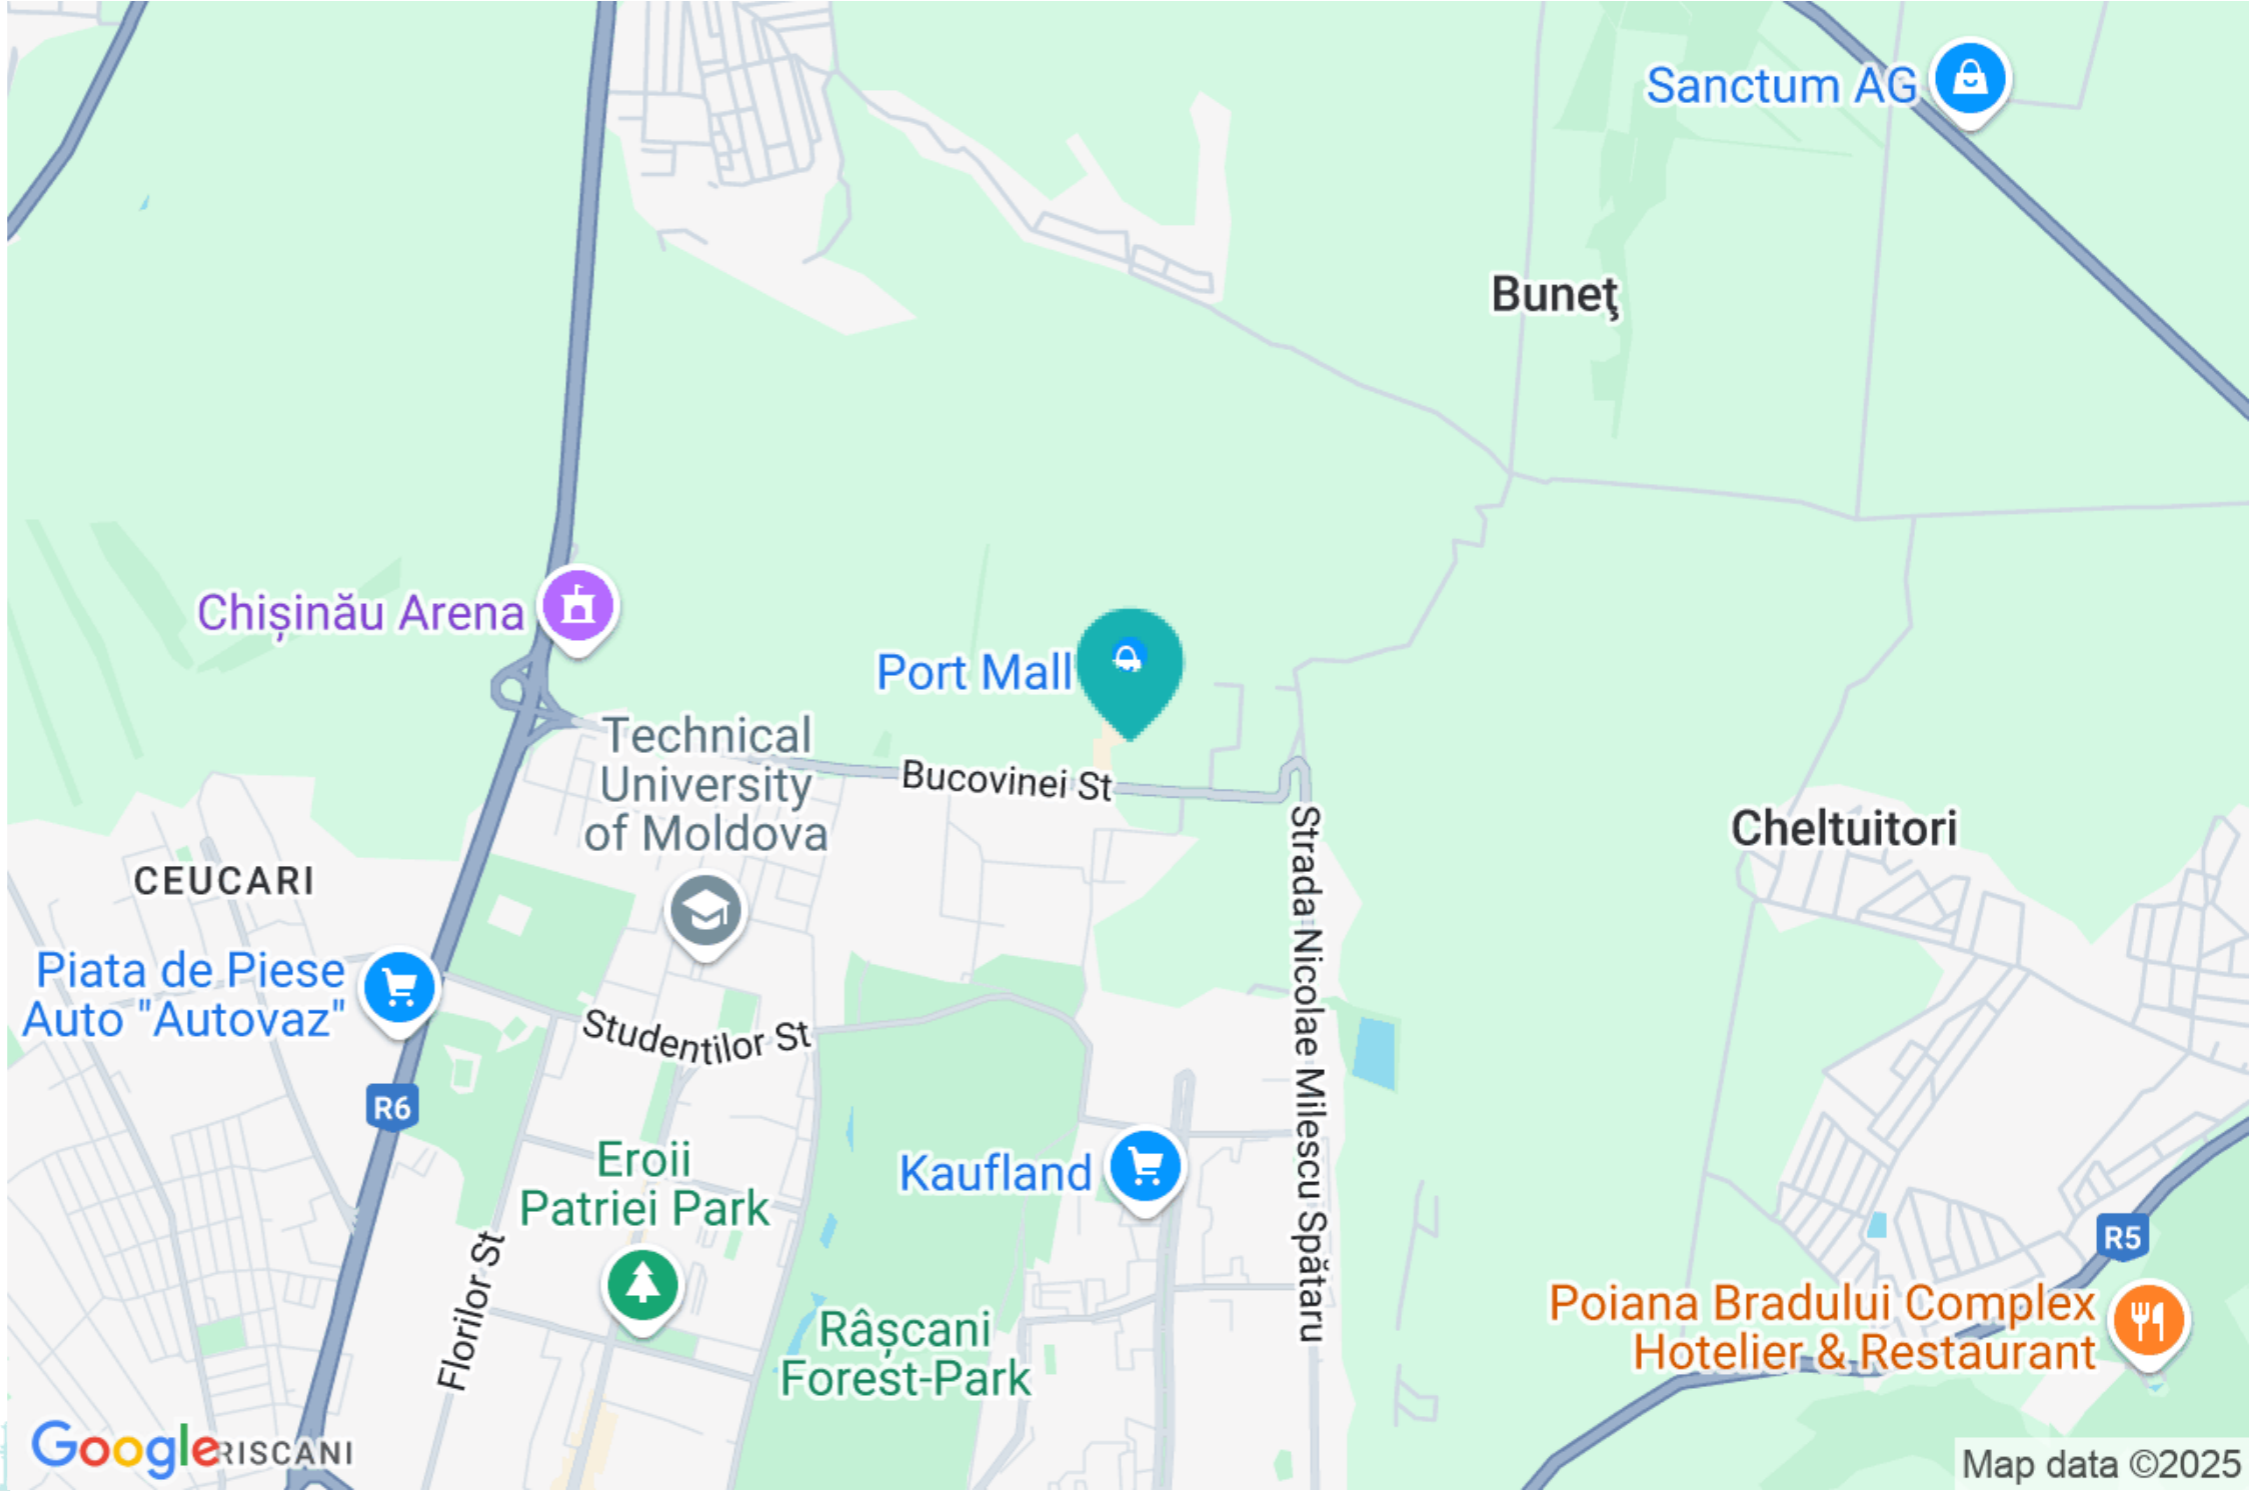 Sanctum AG
Buneţ
Chișinău Arena
Port Mall
Technical
University
of Moldova
Bucovinei St
Strada Nicolae Milescu Spătaru
Cheltuitori
CEUCARI
Piata de Piese
Auto "Autovaz"
Studentilor St
R6
Eroii
Patriei Park
Kaufland
R5
Florilor St
Râșcani
Forest-Park
Poiana Bradului Complex
Hotelier & Restaurant
Google
RISCANI
Map data ©2025